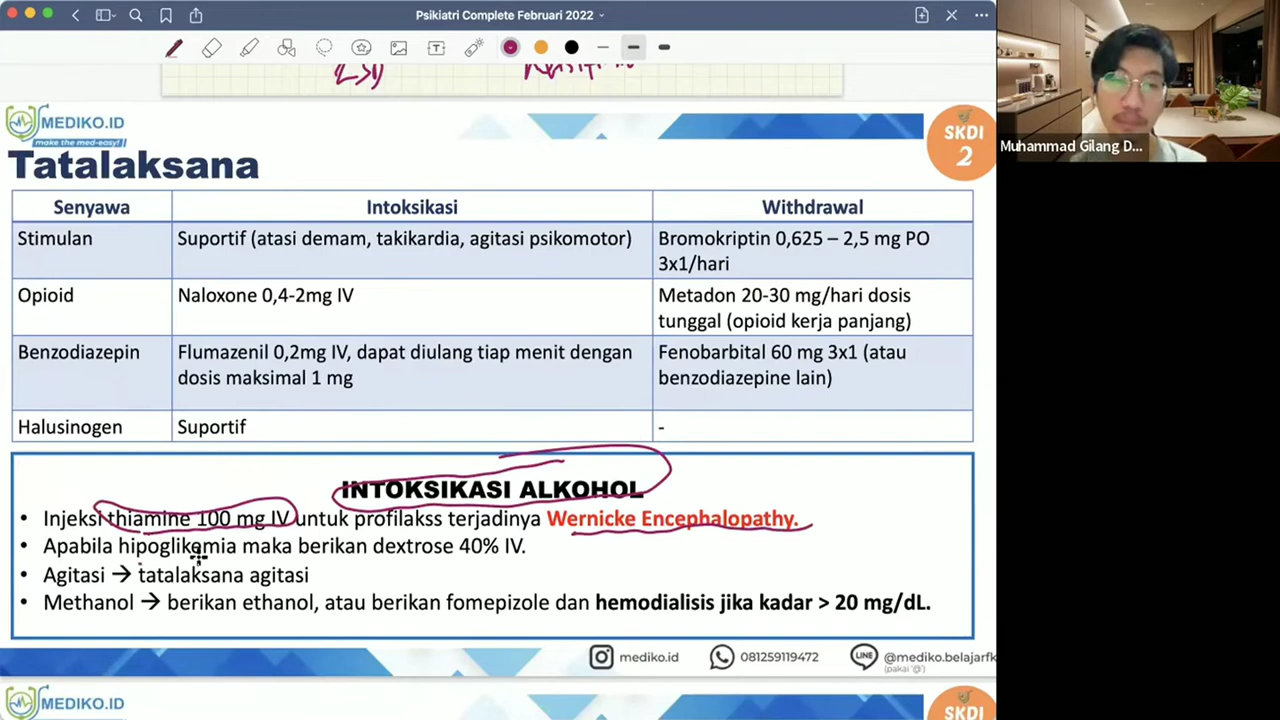 Psikiatri Complete Februari 2022
LSD
MEDIKO.ID
make the med-easy!
SKDI
2
Muhammad Gilang D...
Tatalaksana
Senyawa Intoksikasi Withdrawal
Stimulan Suportif (atasi demam, takikardia, agitasi psikomotor) Bromokriptin 0,625 – 2,5 mg PO
3x1/hari
Opioid Naloxone 0,4-2mg IV Metadon 20-30 mg/hari dosis
tunggal (opioid kerja panjang)
Benzodiazepin Flumazenil 0,2mg IV, dapat diulang tiap menit dengan Fenobarbital 60 mg 3x1 (atau
dosis maksimal 1 mg benzodiazepine lain)
Halusinogen Suportif -
INTOKSIKASI ALKOHOL
• Injeksi thiamine 100 mg IV untuk profilakss terjadinya Wernicke Encephalopathy.
• Apabila hipoglikemia maka berikan dextrose 40% IV.
• Agitasi → tatalaksana agitasi
• Methanol → berikan ethanol, atau berikan fomepizole dan hemodialisis jika kadar > 20 mg/dL.
mediko.id 081259119472 LINE @mediko.belajarfk
(pakai '@')
MEDIKO.ID
SKDI